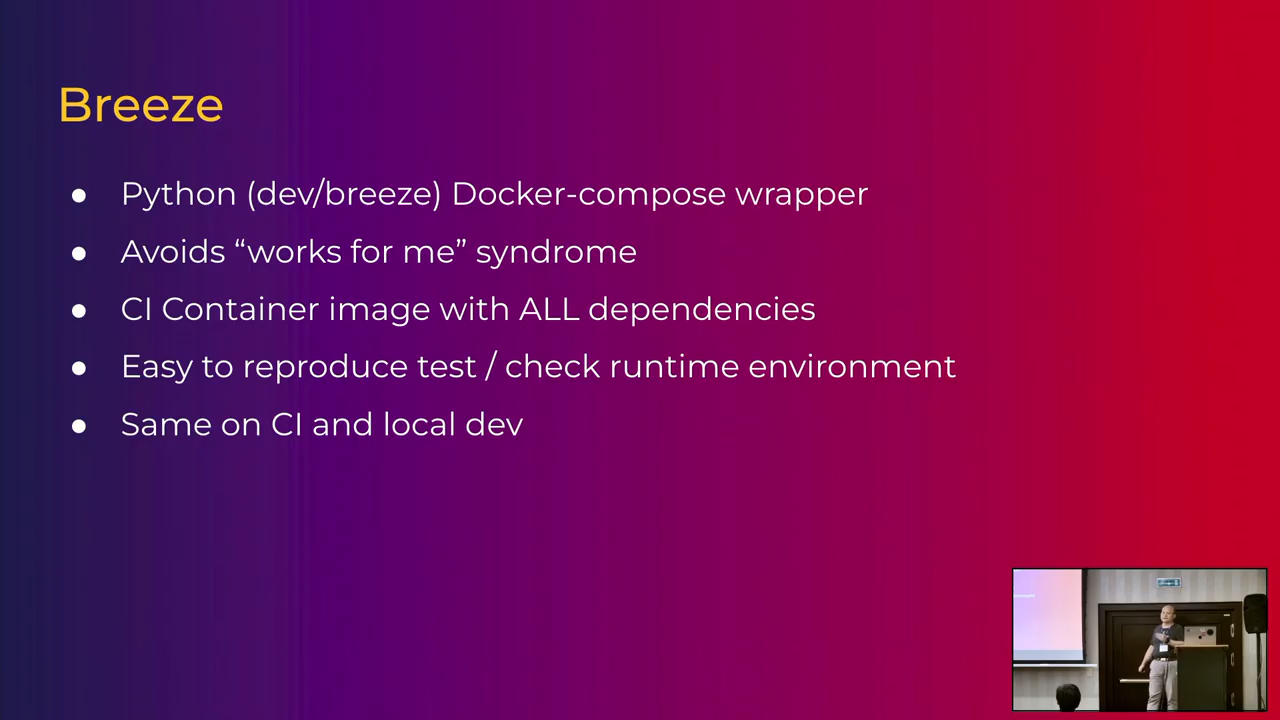 Breeze
● Python (dev/breeze) Docker-compose wrapper
● Avoids “works for me” syndrome
● CI Container image with ALL dependencies
● Easy to reproduce test / check runtime environment
● Same on CI and local dev